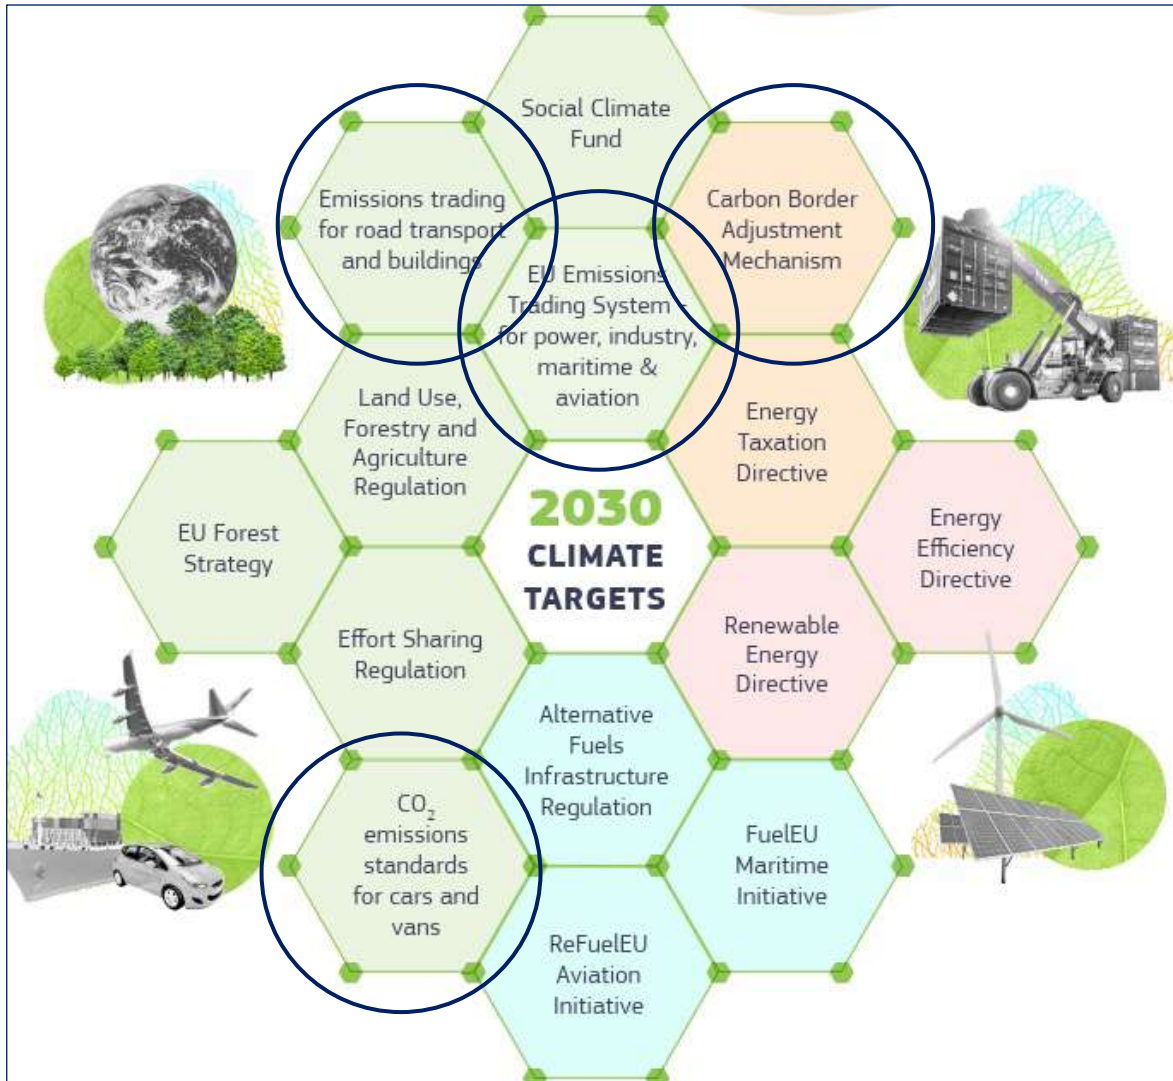 Social Climate
Fund
Emissions trading
for road transport
and buildings
Carbon Border
Adjustment
Mechanism
EU Emissions
Trading System -
for power, industry,
maritime &
aviation
Land Use,
Forestry and
Agriculture
Regulation
Energy
Taxation
Directive
EU Forest
Strategy
2030
CLIMATE
TARGETS
Energy
Efficiency
Directive
Effort Sharing
Regulation
Renewable
Energy
Directive
Alternative
Fuels
Infrastructure
Regulation
CO₂
emissions
standards
for cars and
vans
FuelEU
Maritime
Initiative
ReFuelEU
Aviation
Initiative